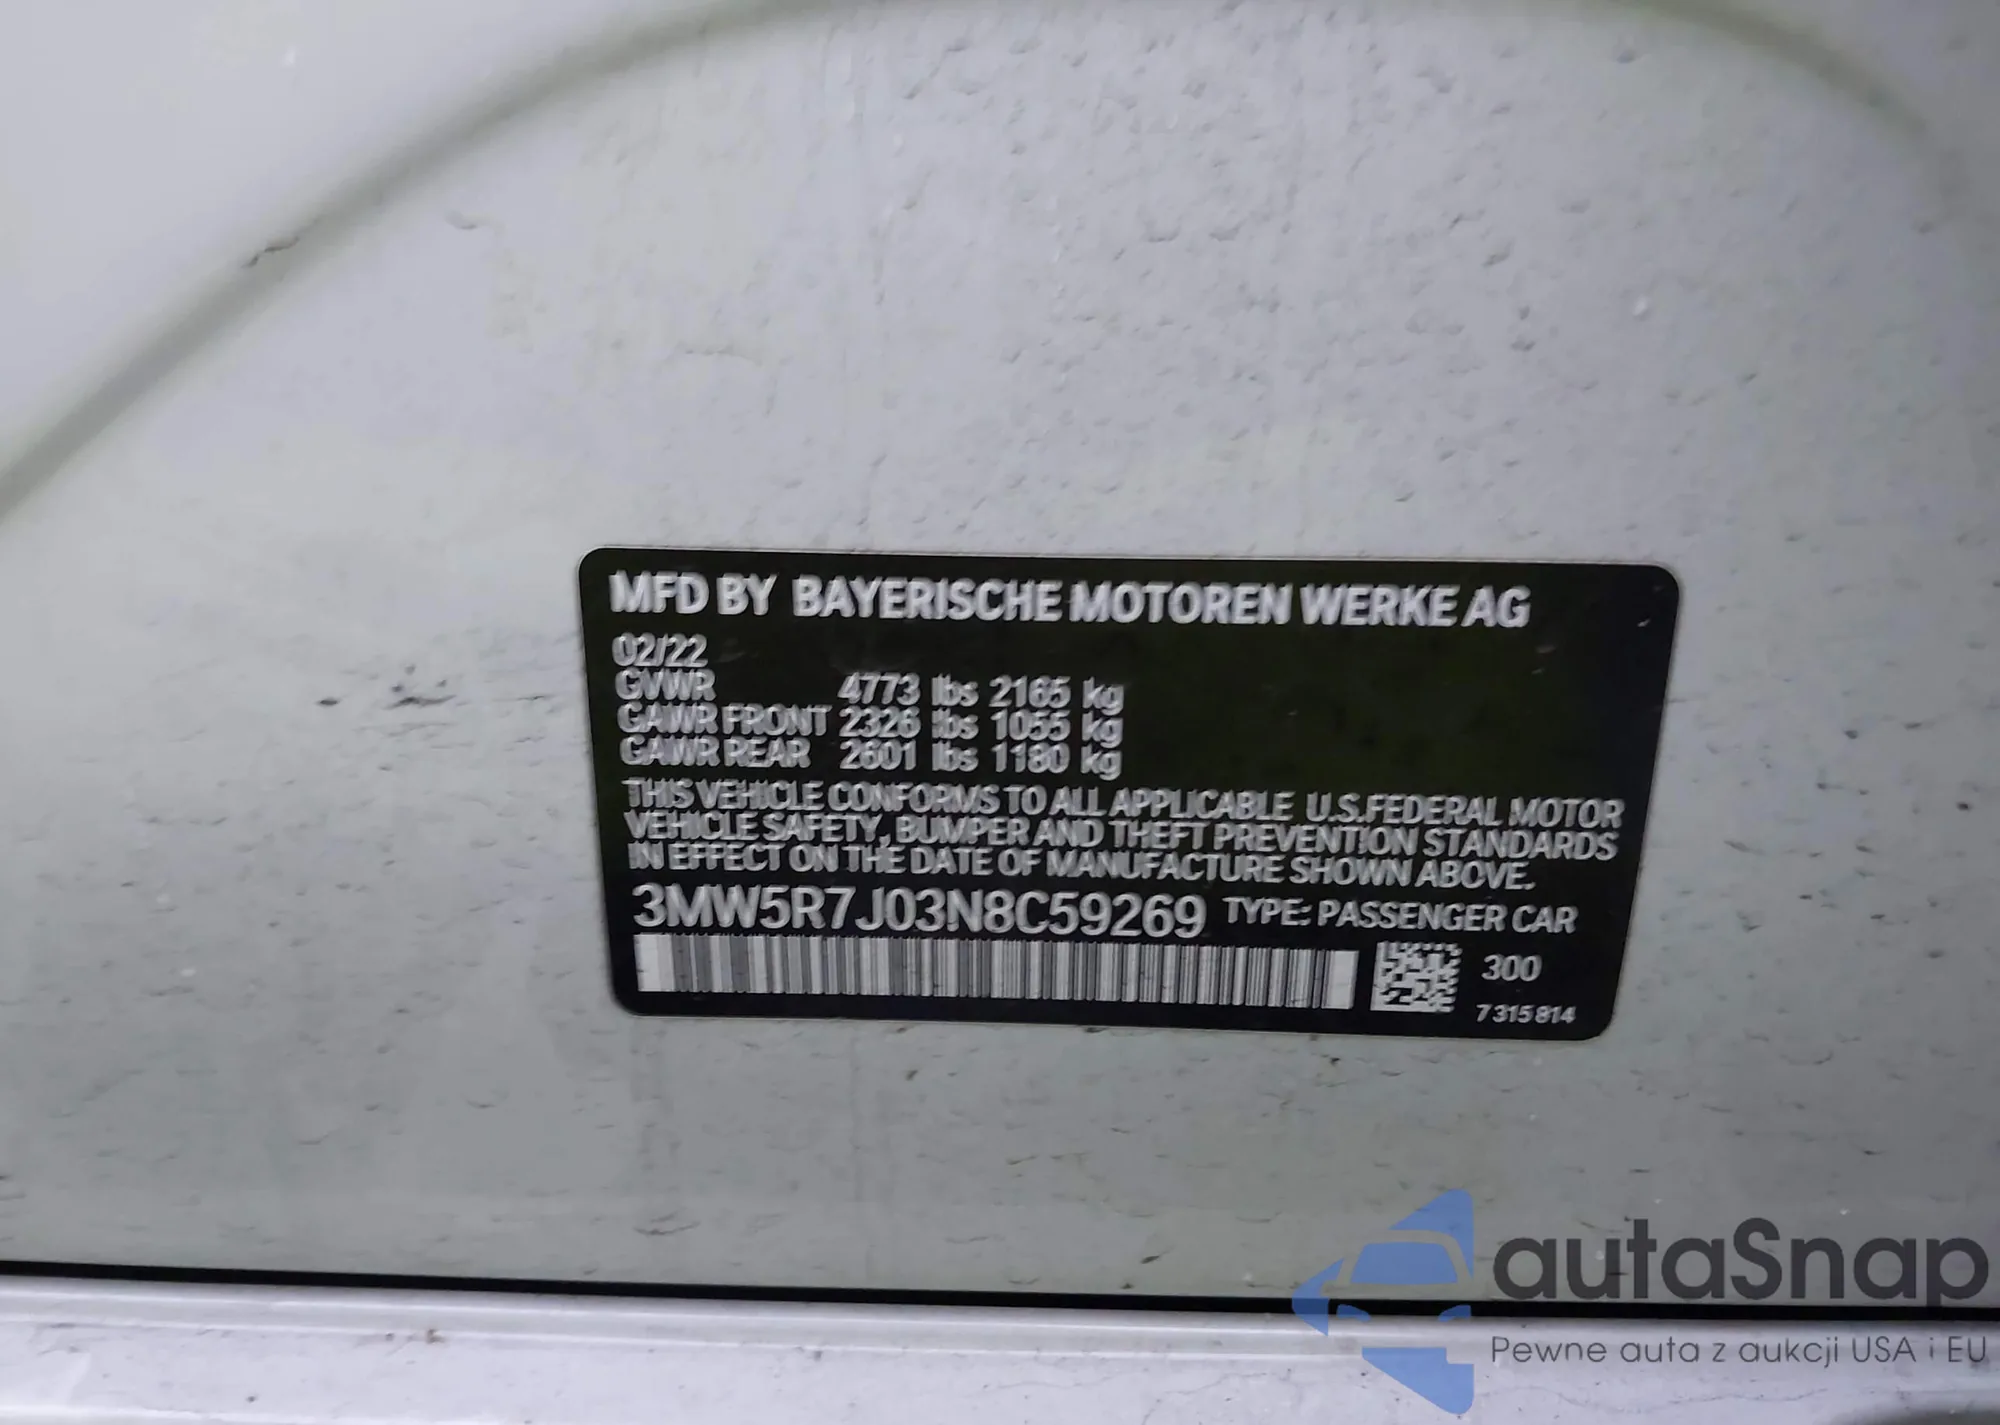 MFD BY BAYERISCHE MOTOREN WERKE AG
02/22
GVWR 4773 lbs 2165 kg
GAWR FRONT 2326 lbs 1055 kg
GAWR REAR 2601 lbs 1180 kg
THIS VEHICLE CONFORMS TO ALL APPLICABLE U.S.FEDERAL MOTOR
VEHICLE SAFETY, BUMPER AND THEFT PREVENTION STANDARDS
IN EFFECT ON THE DATE OF MANUFACTURE SHOWN ABOVE.
3MW5R7J03N8C59269 TYPE: PASSENGER CAR
300
7 315 814
autaSnap
Pewne auta z aukcji USA i EU